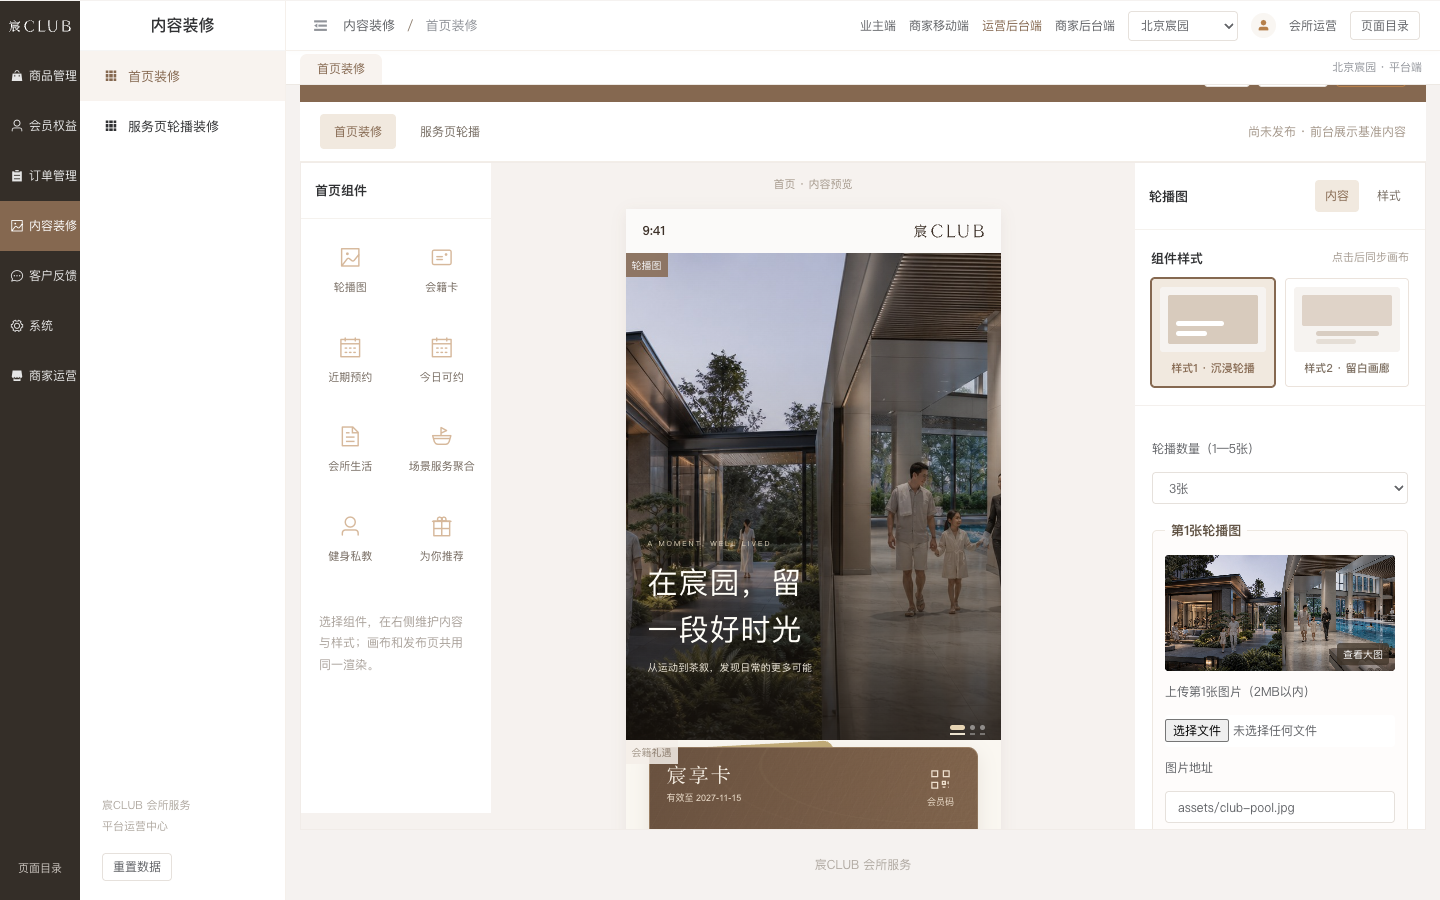 宸CLUB
商品管理
会员权益
订单管理
内容装修
客户反馈
系统
商家运营
页面目录
内容装修
首页装修
服务页轮播装修
宸CLUB 会所服务
平台运营中心
重置数据
内容装修 / 首页装修
业主端 商家移动端 运营后台端 商家后台端 北京宸园 会所运营 页面目录
首页装修
北京宸园 · 平台端
首页装修 服务页轮播
尚未发布 · 前台展示基准内容
首页组件
轮播图 会籍卡
近期预约 今日可约
会所生活 场景服务聚合
健身私教 为你推荐
选择组件，在右侧维护内容
与样式；画布和发布页共用
同一渲染。
首页 · 内容预览
9:41 宸CLUB
轮播图
A MOMENT, WELL LIVED
在宸园，留
一段好时光
从运动到茶叙，发现日常的更多可能
会籍礼遇
宸享卡
有效至 2027-11-15
会员码
轮播图 内容 样式
组件样式 点击后同步画布
样式1 · 沉浸轮播 样式2 · 留白画廊
轮播数量（1—5张）
3张
第1张轮播图
查看大图
上传第1张图片（2MB以内）
选择文件 未选择任何文件
图片地址
assets/club-pool.jpg
宸CLUB 会所服务